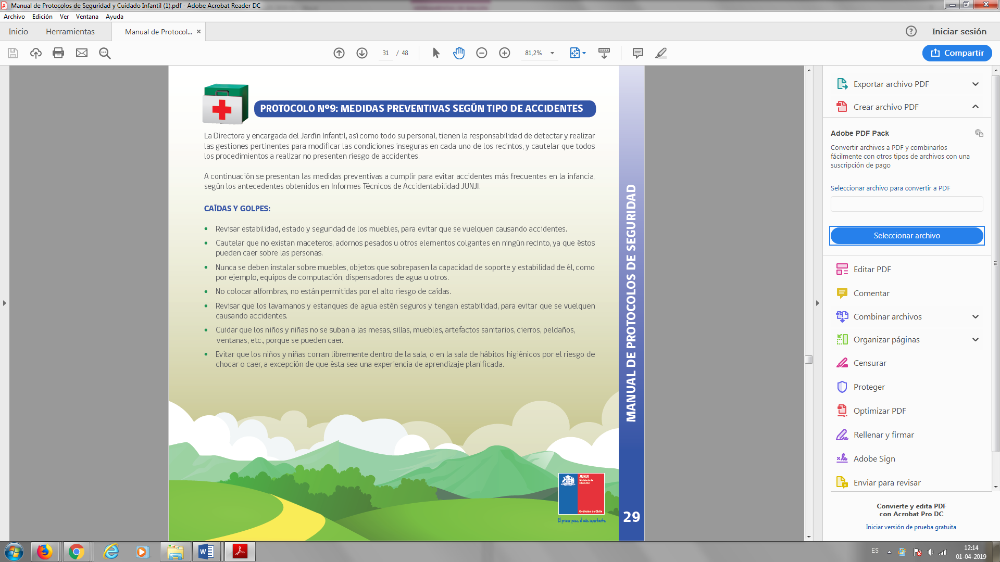 Manual de Protocolos de Seguridad y Cuidado Infantil (1).pdf - Adobe Acrobat Reader DC
Archivo Edición Ver Ventana Ayuda
Inicio Herramientas Manual de Protocol... × Iniciar sesión
31 / 48 81,2% Compartir
PROTOCOLO Nº9: MEDIDAS PREVENTIVAS SEGÚN TIPO DE ACCIDENTES
La Directora y encargada del Jardín Infantil, así como todo su personal, tienen la responsabilidad de detectar y realizar
las gestiones pertinentes para modificar las condiciones inseguras en cada uno de los recintos, y cautelar que todos
los procedimientos a realizar no presenten riesgo de accidentes.
A continuación se presentan las medidas preventivas a cumplir para evitar accidentes más frecuentes en la infancia,
según los antecedentes obtenidos en Informes Técnicos de Accidentabilidad JUNJI.
CAÍDAS Y GOLPES:
• Revisar estabilidad, estado y seguridad de los muebles, para evitar que se vuelquen causando accidentes.
• Cautelar que no existan maceteros, adornos pesados u otros elementos colgantes en ningún recinto, ya que éstos
pueden caer sobre las personas.
• Nunca se deben instalar sobre muebles, objetos que sobrepasen la capacidad de soporte y estabilidad de él, como
por ejemplo, equipos de computación, dispensadores de agua u otros.
• No colocar alfombras, no están permitidas por el alto riesgo de caídas.
• Revisar que los lavamanos y estanques de agua estén seguros y tengan estabilidad, para evitar que se vuelquen
causando accidentes.
• Cuidar que los niños y niñas no se suban a las mesas, sillas, muebles, artefactos sanitarios, cierros, peldaños,
ventanas, etc., porque se pueden caer.
• Evitar que los niños y niñas corran libremente dentro de la sala, o en la sala de hábitos higiénicos por el riesgo de
chocar o caer, a excepción de que ésta sea una experiencia de aprendizaje planificada.
JUNJI
Ministerio de
Educación
Gobierno de Chile
El primer paso, el más importante.
MANUAL DE PROTOCOLOS DE SEGURIDAD
29
Exportar archivo PDF
Crear archivo PDF
Adobe PDF Pack
Convertir archivos a PDF y combinarlos
fácilmente con otros tipos de archivos con una
suscripción de pago
Seleccionar archivo para convertir a PDF
Seleccionar archivo
Editar PDF
Comentar
Combinar archivos
Organizar páginas
Censurar
Proteger
Optimizar PDF
Rellenar y firmar
Adobe Sign
Enviar para revisar
Convierte y edita PDF
con Acrobat Pro DC
Iniciar versión de prueba gratuita
ES
12:14
01-04-2019